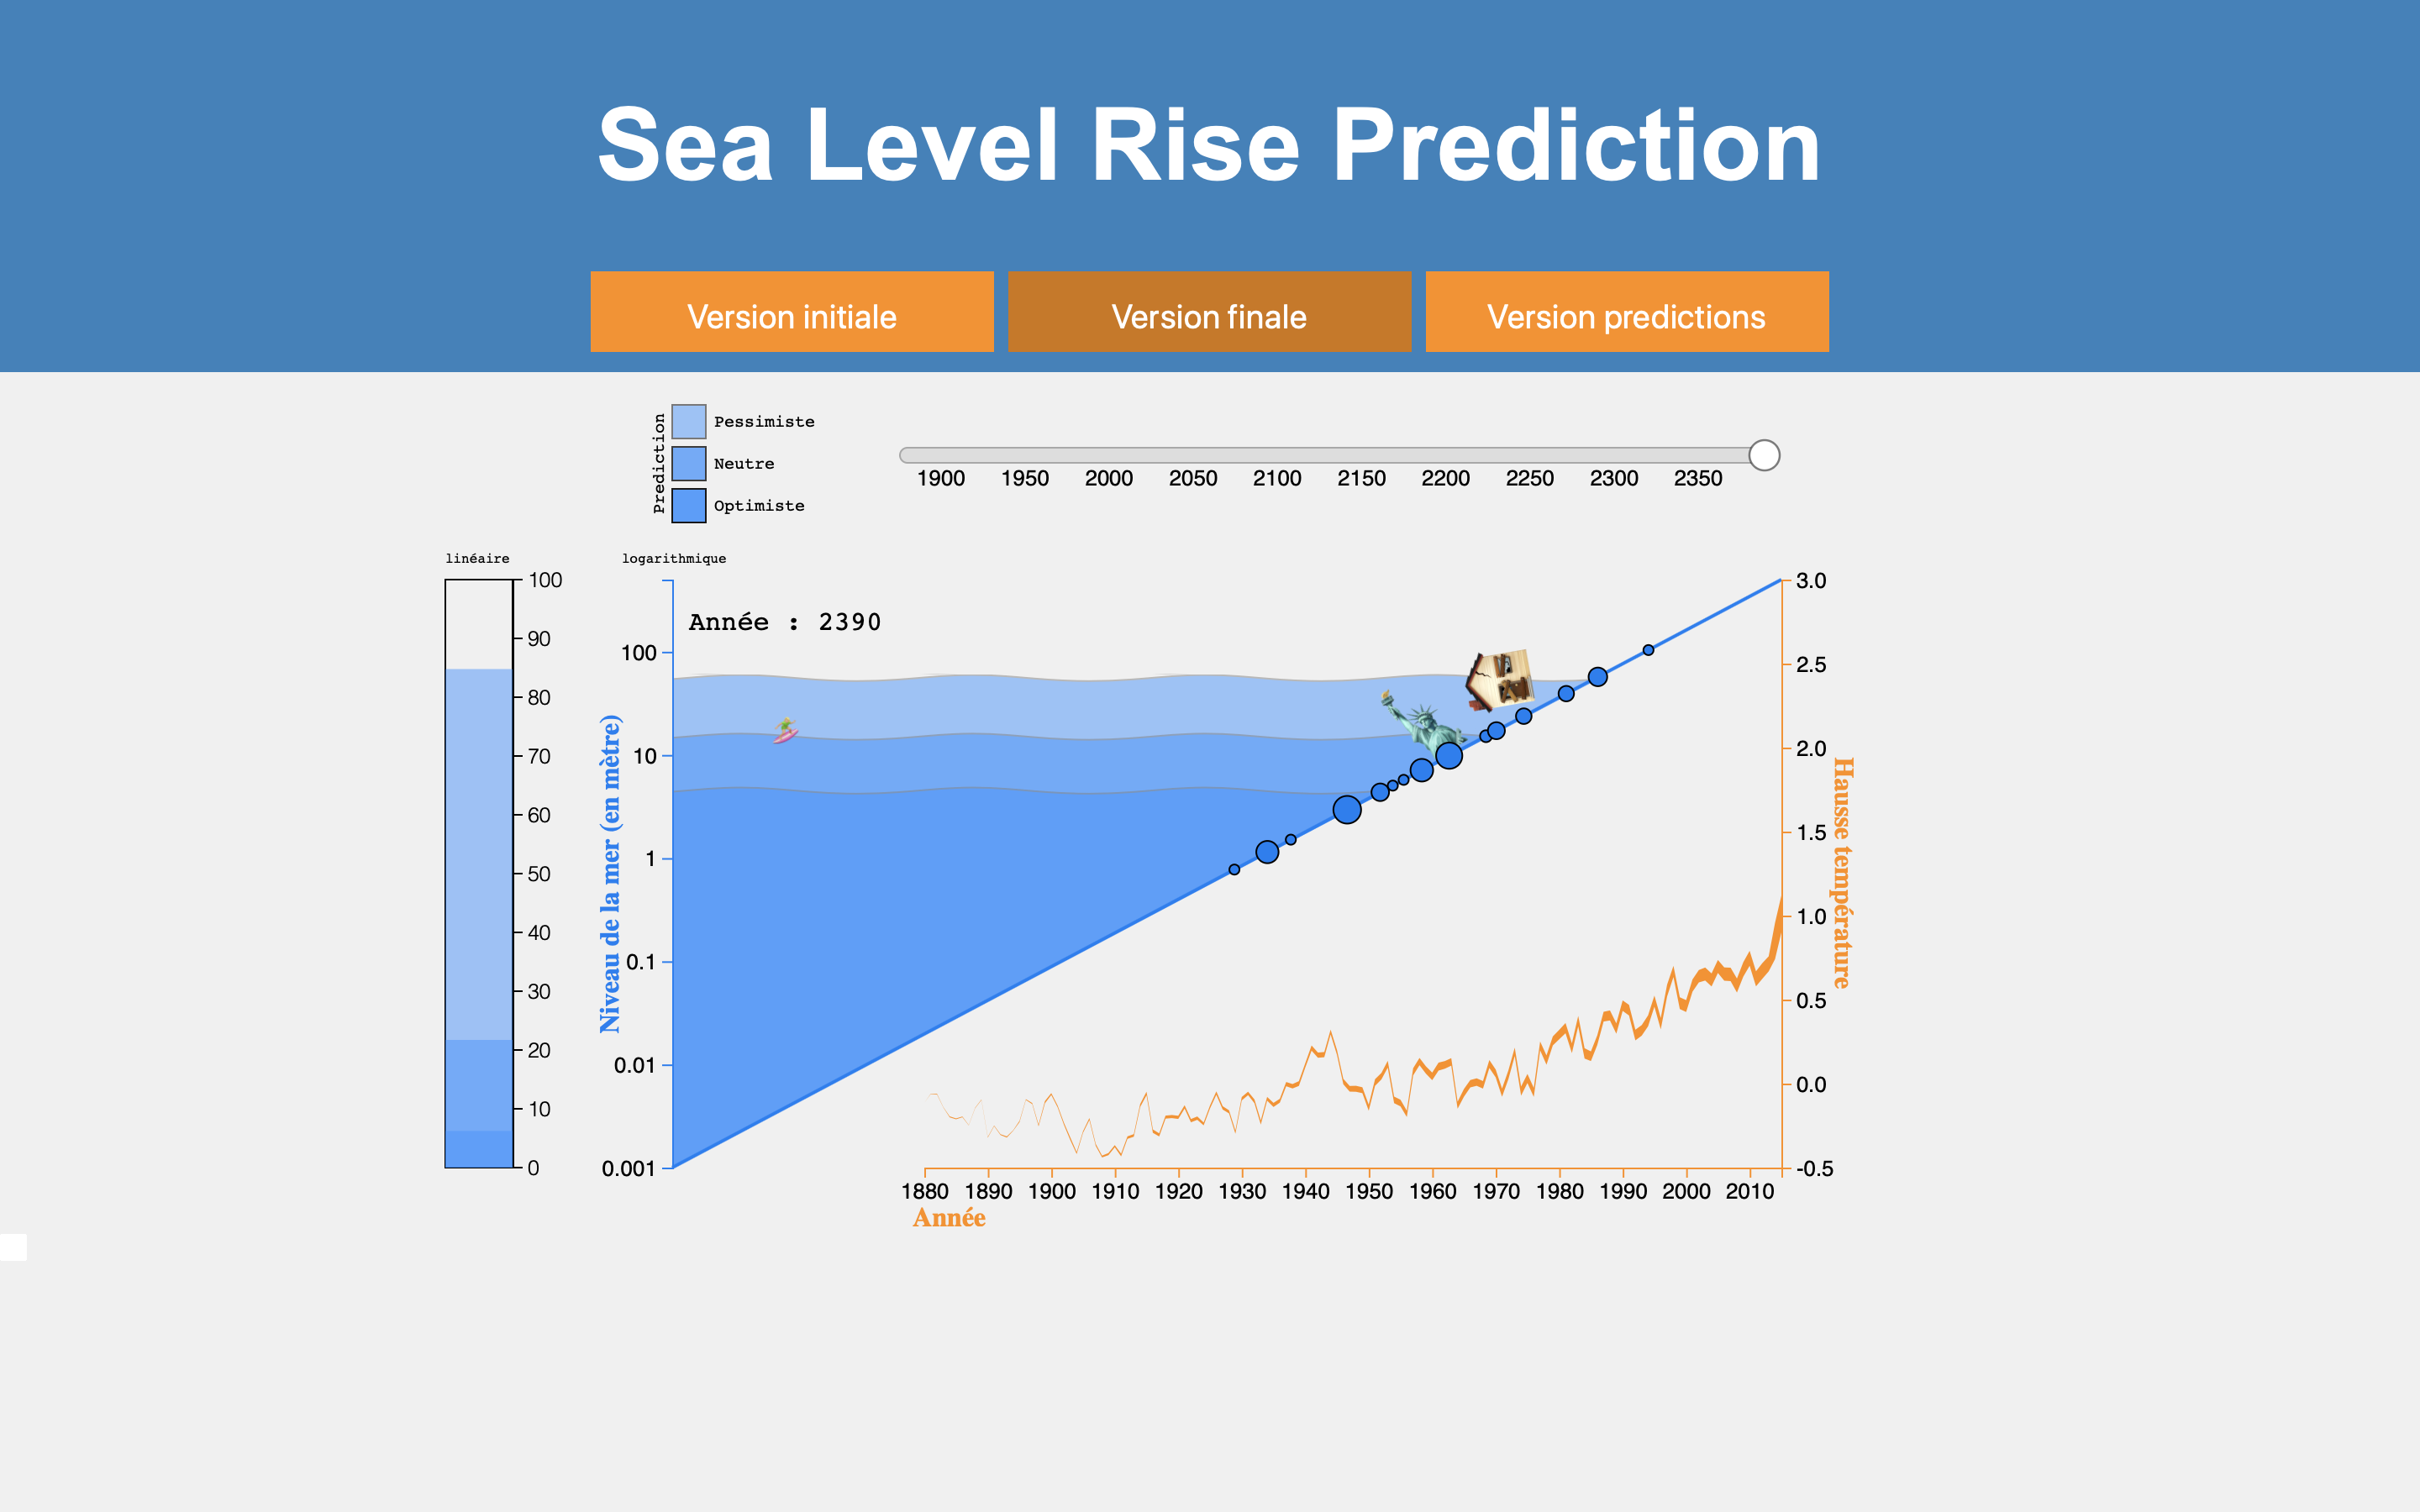 Sea Level Rise Prediction
Version initiale
Version finale
Version predictions
Prediction
Pessimiste
Neutre
Optimiste
1900 1950 2000 2050 2100 2150 2200 2250 2300 2350
linéaire
100
90
80
70
60
50
40
30
20
10
0
logarithmique
Année : 2390
Niveau de la mer (en mètre)
100
10
1
0.1
0.01
0.001
3.0
2.5
2.0
1.5
1.0
0.5
0.0
-0.5
Hausse température
1880 1890 1900 1910 1920 1930 1940 1950 1960 1970 1980 1990 2000 2010
Année